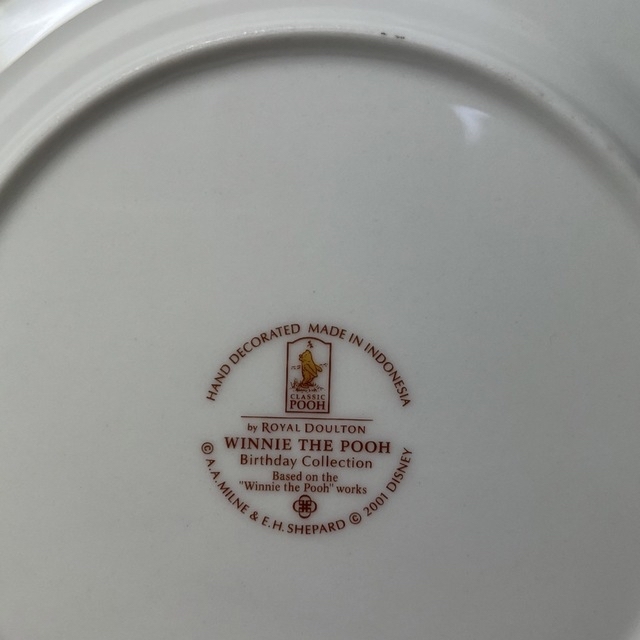 HAND DECORATED MADE IN INDONESIA
CLASSIC
POOH
by ROYAL DOULTON
WINNIE THE POOH
Birthday Collection
Based on the
"Winnie the Pooh" works
© A.A. MILNE & E.H. SHEPARD © 2001 DISNEY